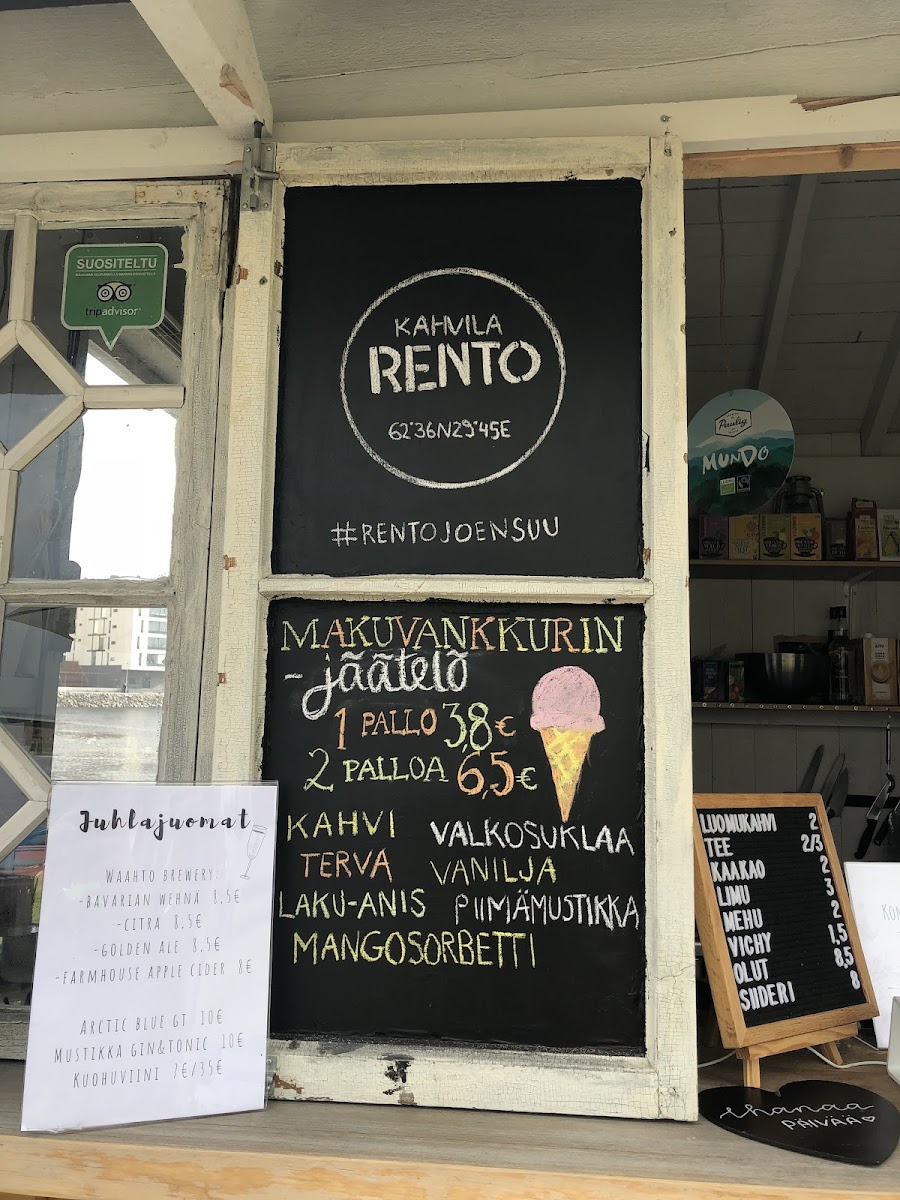 SUOSITELTU
tripadvisor
KAHVILA
RENTO
62°36N29°45E
#RENTOJOENSUU
MAKUVANKKURIN
-jäätelö
1 PALLO 3,8€
2 PALLOA 6,5€
KAHVI VALKOSUKLAA
TERVA VANILJA
LAKU-ANIS PIIMÄMUSTIKKA
MANGOSORBETTI
Juhlajuomat
WAAHTO BREWERY:
-BAVARIAN WEHNÄ 8,5€
-CITRA 8,5€
-GOLDEN ALE 8,5€
-FARMHOUSE APPLE CIDER 8€
ARCTIC BLUE GT 10€
MUSTIKKA GIN&TONIC 10€
KUOHUVIINI 7€/35€
Paulig
MUNDO
LUOMUKAHVI 2
TEE 2/3
KAAKAO 2
LIMU 3
MEHU 2
VICHY 1,5
OLUT 8,5
SIIDERI 8
ihanaa
PÄIVÄÄ